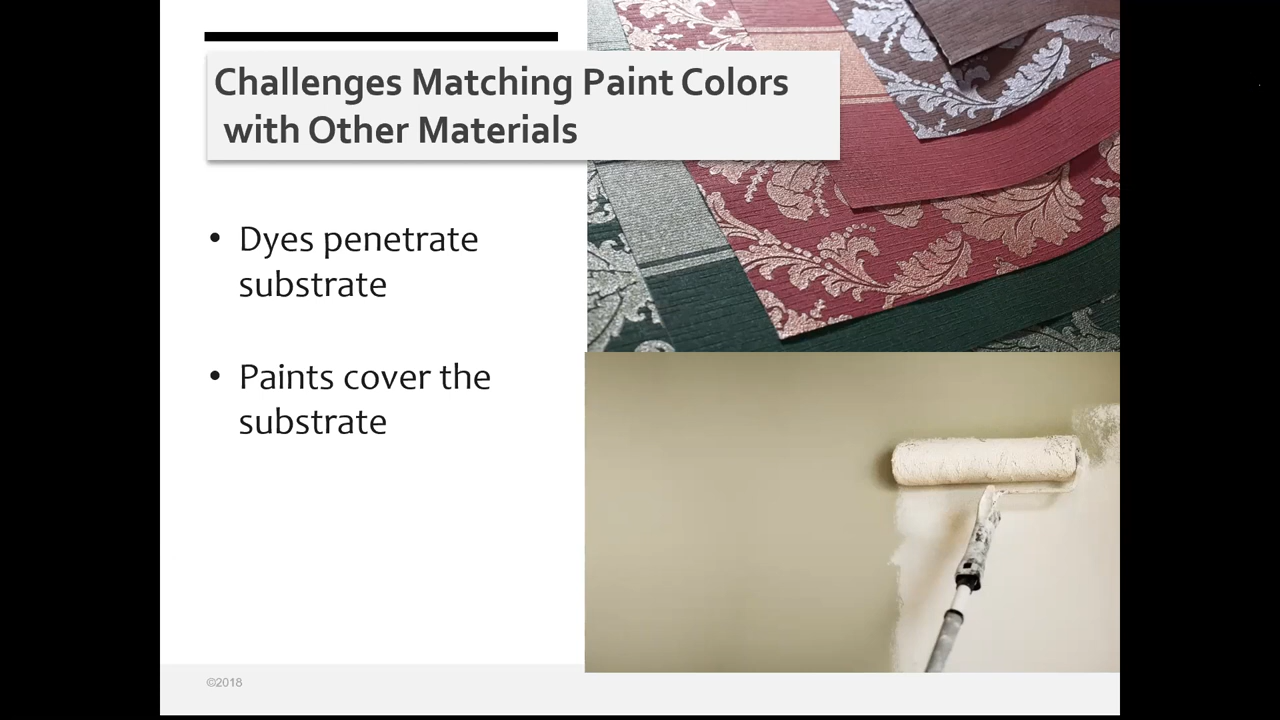 Challenges Matching Paint Colors
with Other Materials
• Dyes penetrate
substrate
• Paints cover the
substrate
©2018